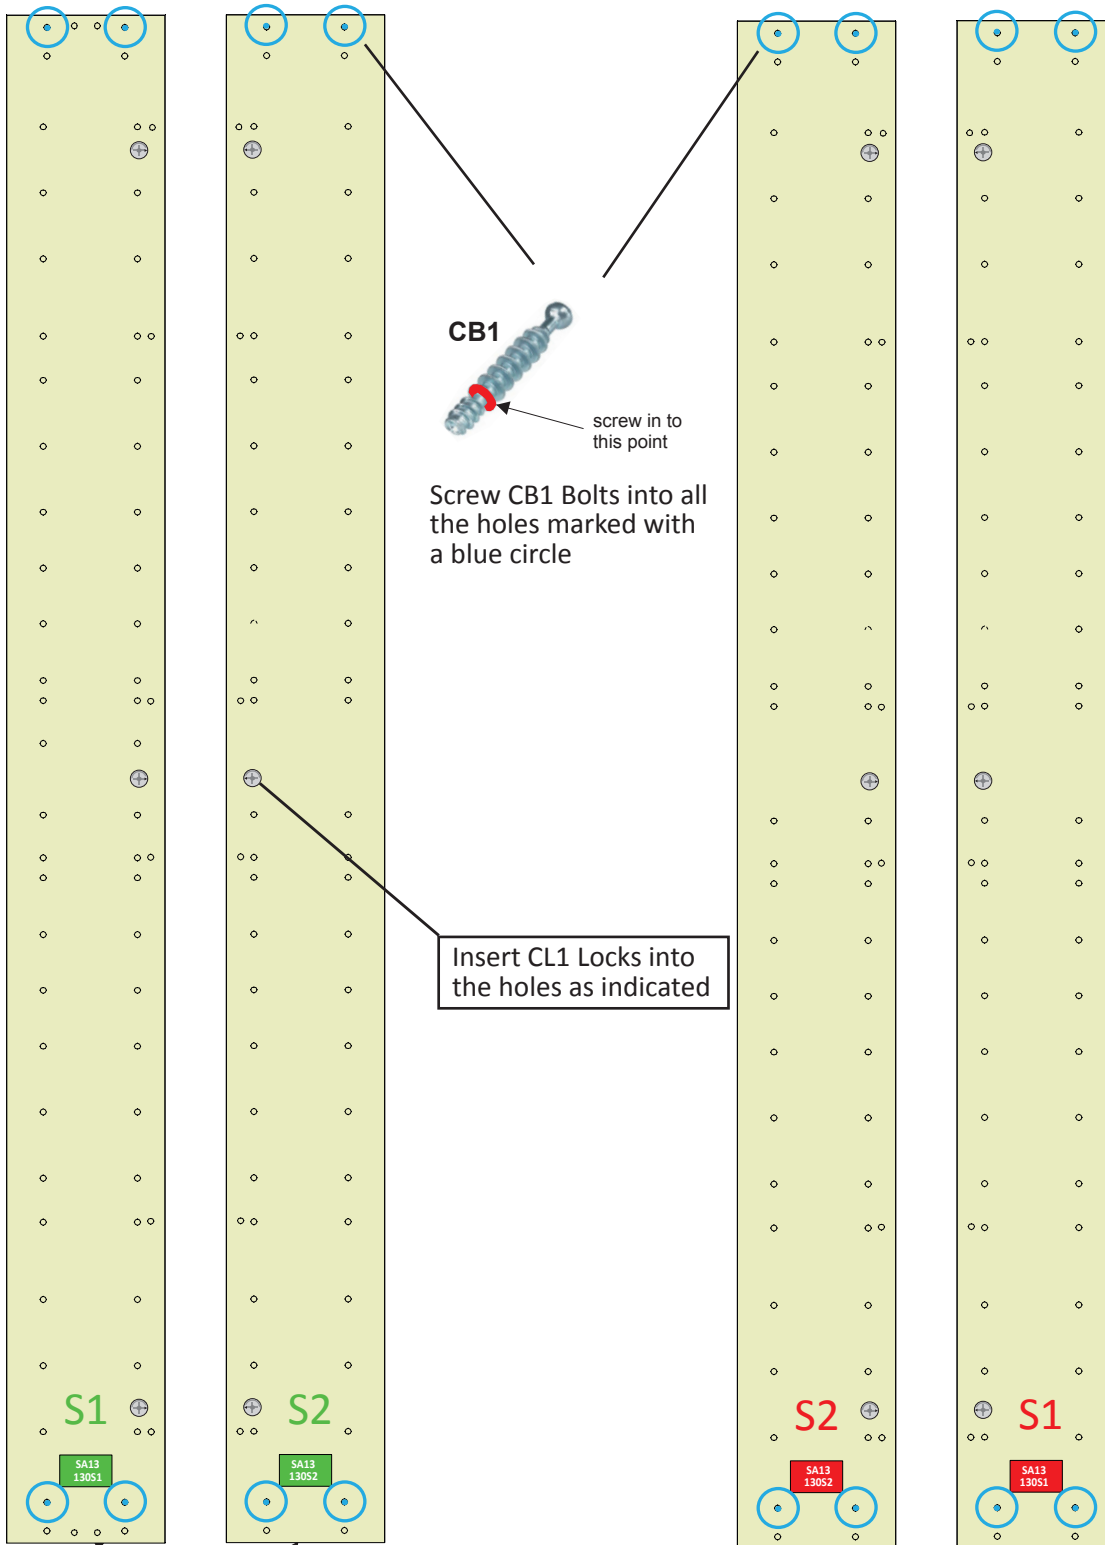 CB1
screw in to
this point
Screw CB1 Bolts into all
the holes marked with
a blue circle
Insert CL1 Locks into
the holes as indicated
S1
S2
S2
S1
SA13
130S1
SA13
130S2
SA13
130S2
SA13
130S1